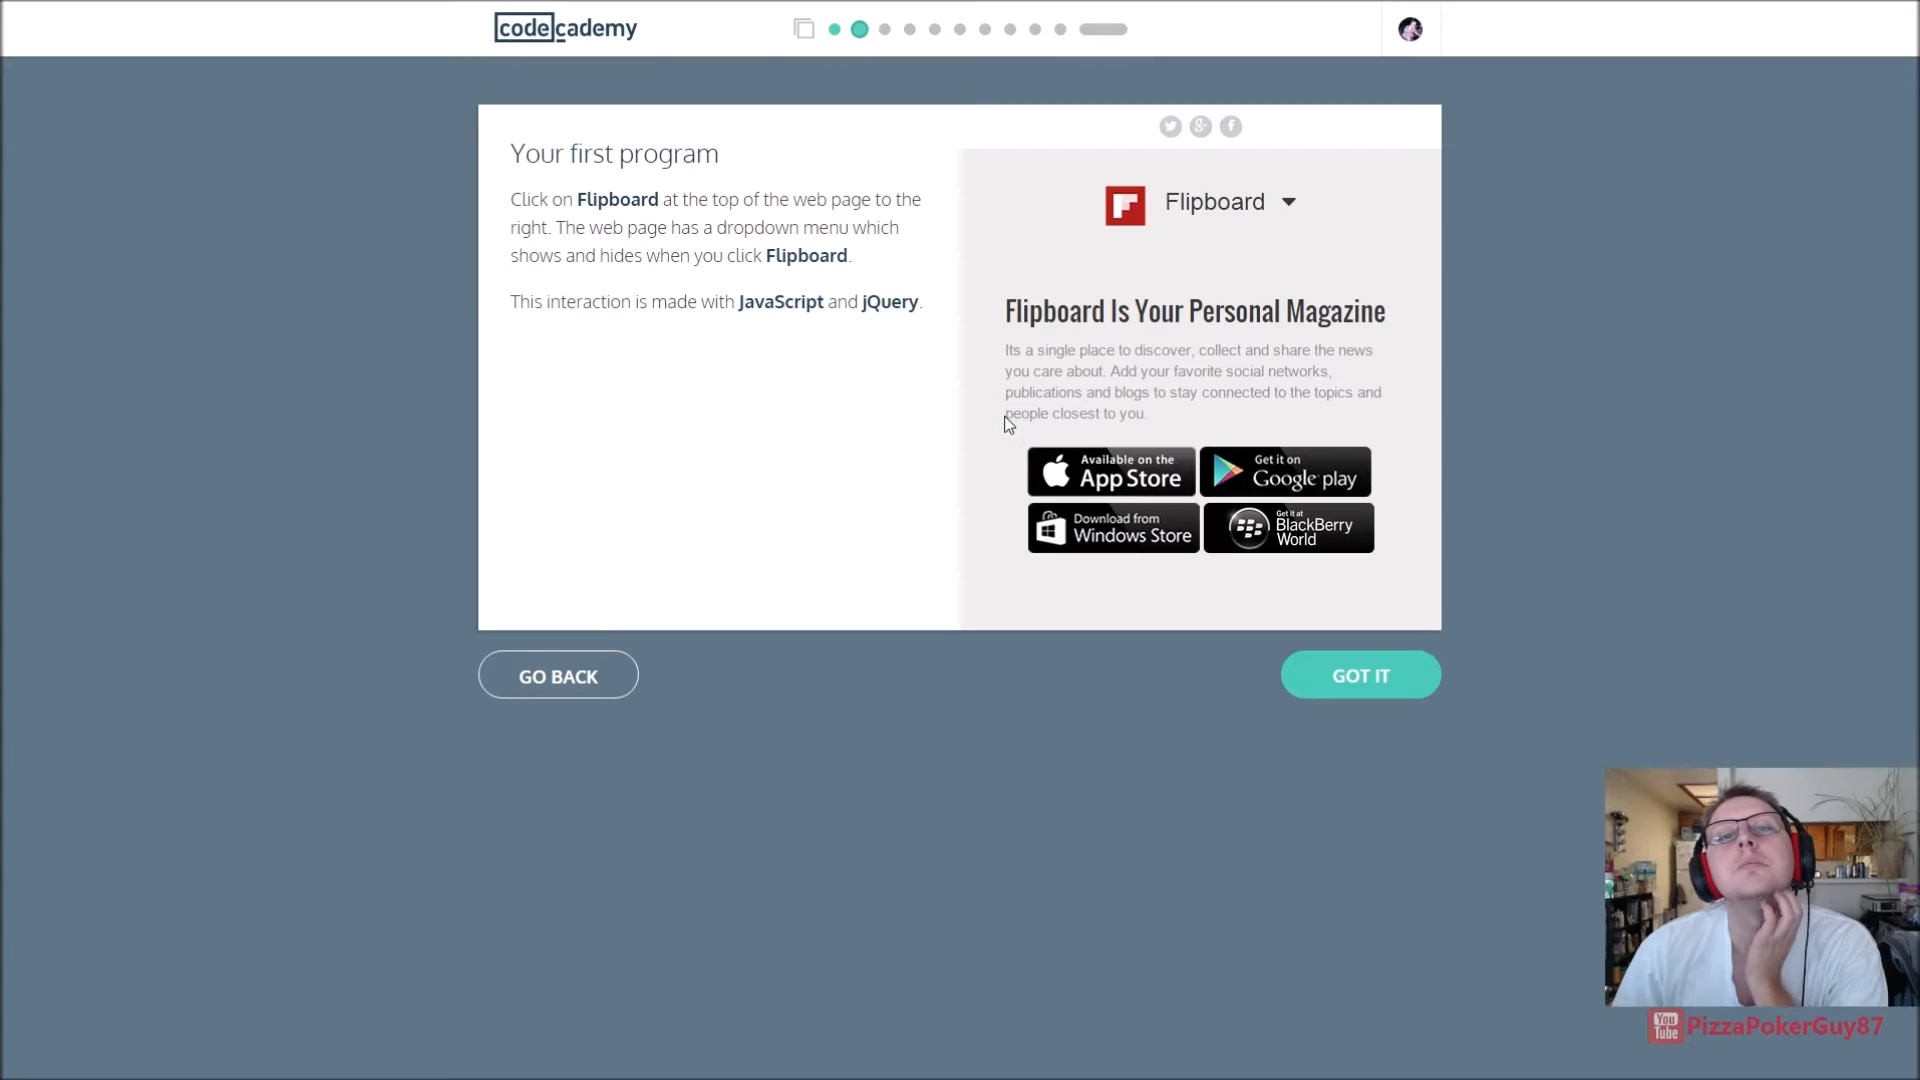 codecademy
Your first program
Click on Flipboard at the top of the web page to the
right. The web page has a dropdown menu which
shows and hides when you click Flipboard.
This interaction is made with JavaScript and jQuery.
Flipboard
Flipboard Is Your Personal Magazine
Its a single place to discover, collect and share the news
you care about. Add your favorite social networks,
publications and blogs to stay connected to the topics and
people closest to you.
Available on the
App Store
Get it on
Google play
Download from
Windows Store
Get it at
BlackBerry
World
GO BACK
GOT IT
You
Tube
PizzaPokerGuy87